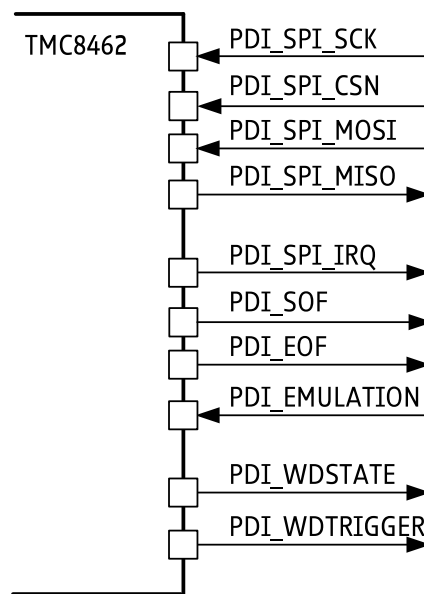 TMC8462
PDI_SPI_SCK
PDI_SPI_CSN
PDI_SPI_MOSI
PDI_SPI_MISO
PDI_SPI_IRQ
PDI_SOF
PDI_EOF
PDI_EMULATION
PDI_WDSTATE
PDI_WDTRIGGER